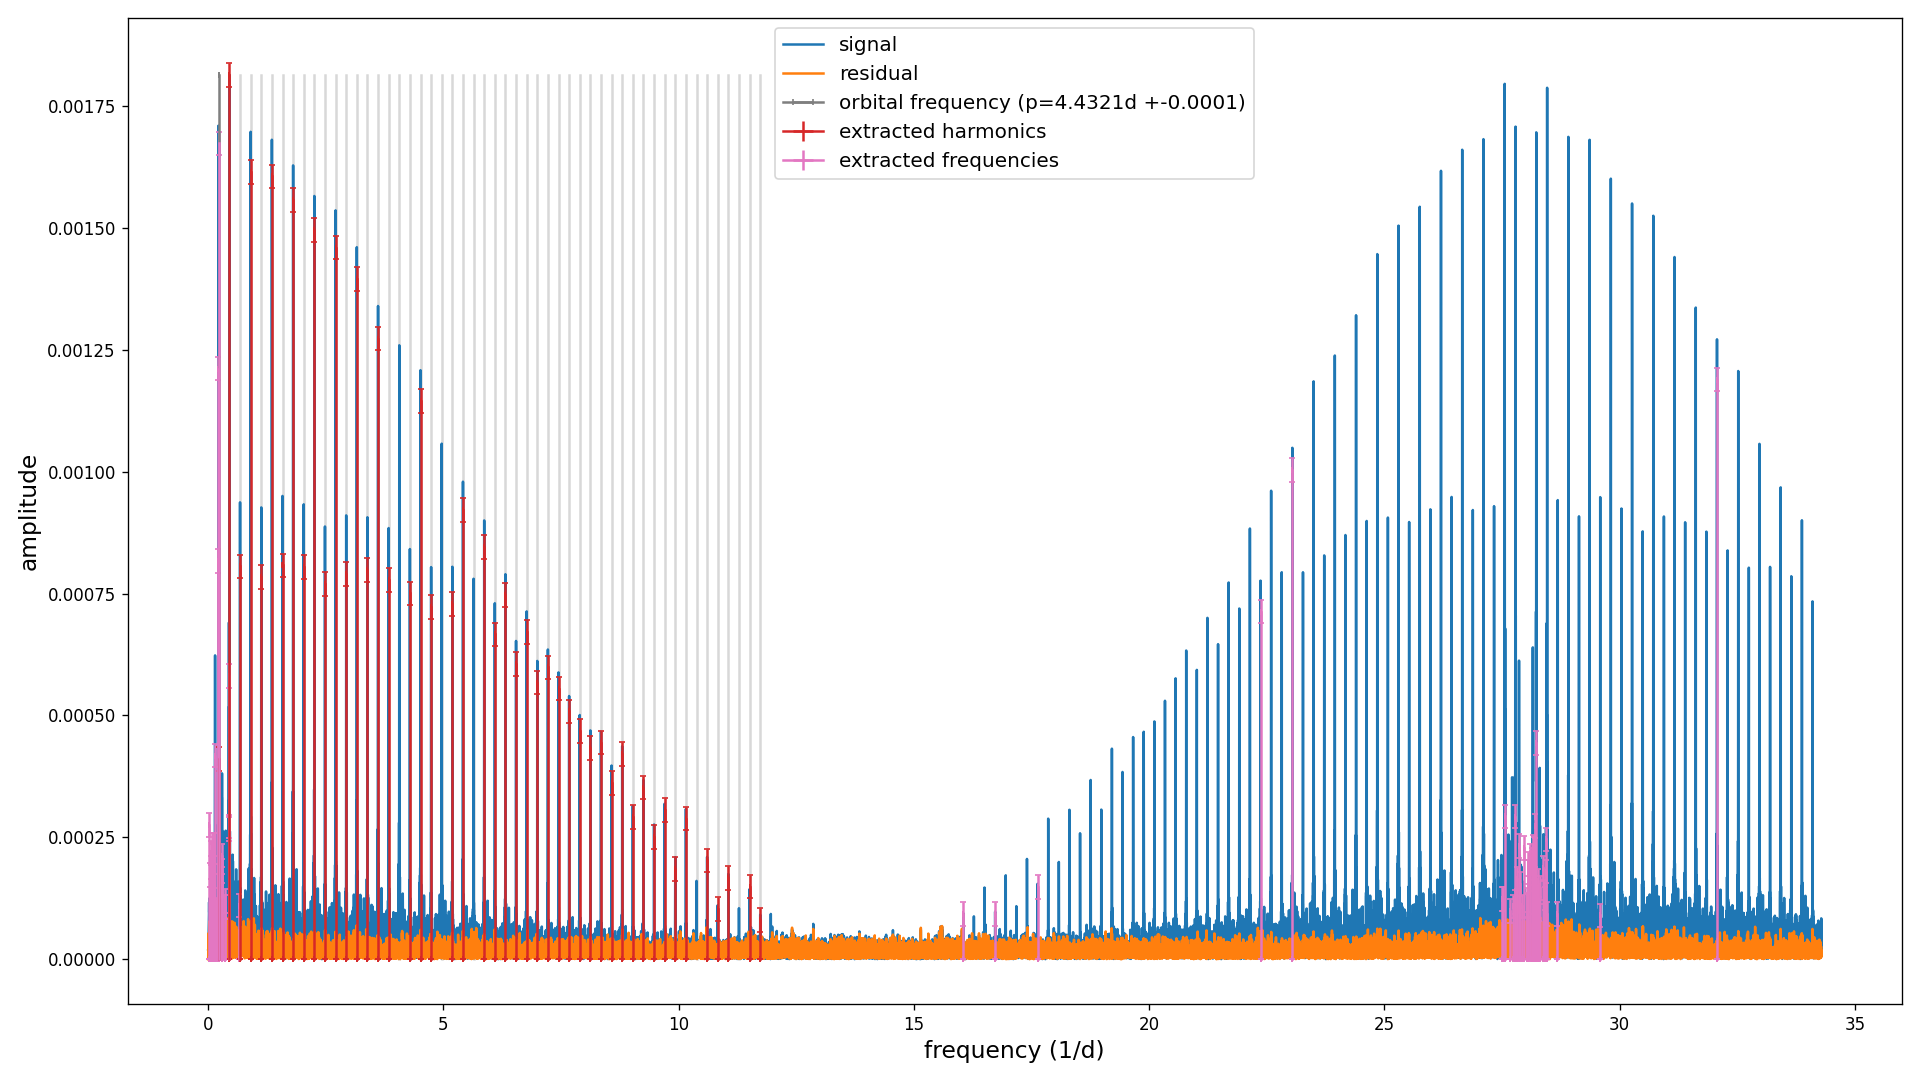 signal
residual
orbital frequency (p=4.4321d +-0.0001)
extracted harmonics
extracted frequencies
amplitude
0.00175
0.00150
0.00125
0.00100
0.00075
0.00050
0.00025
0.00000
0 5 10 15 20 25 30 35
frequency (1/d)